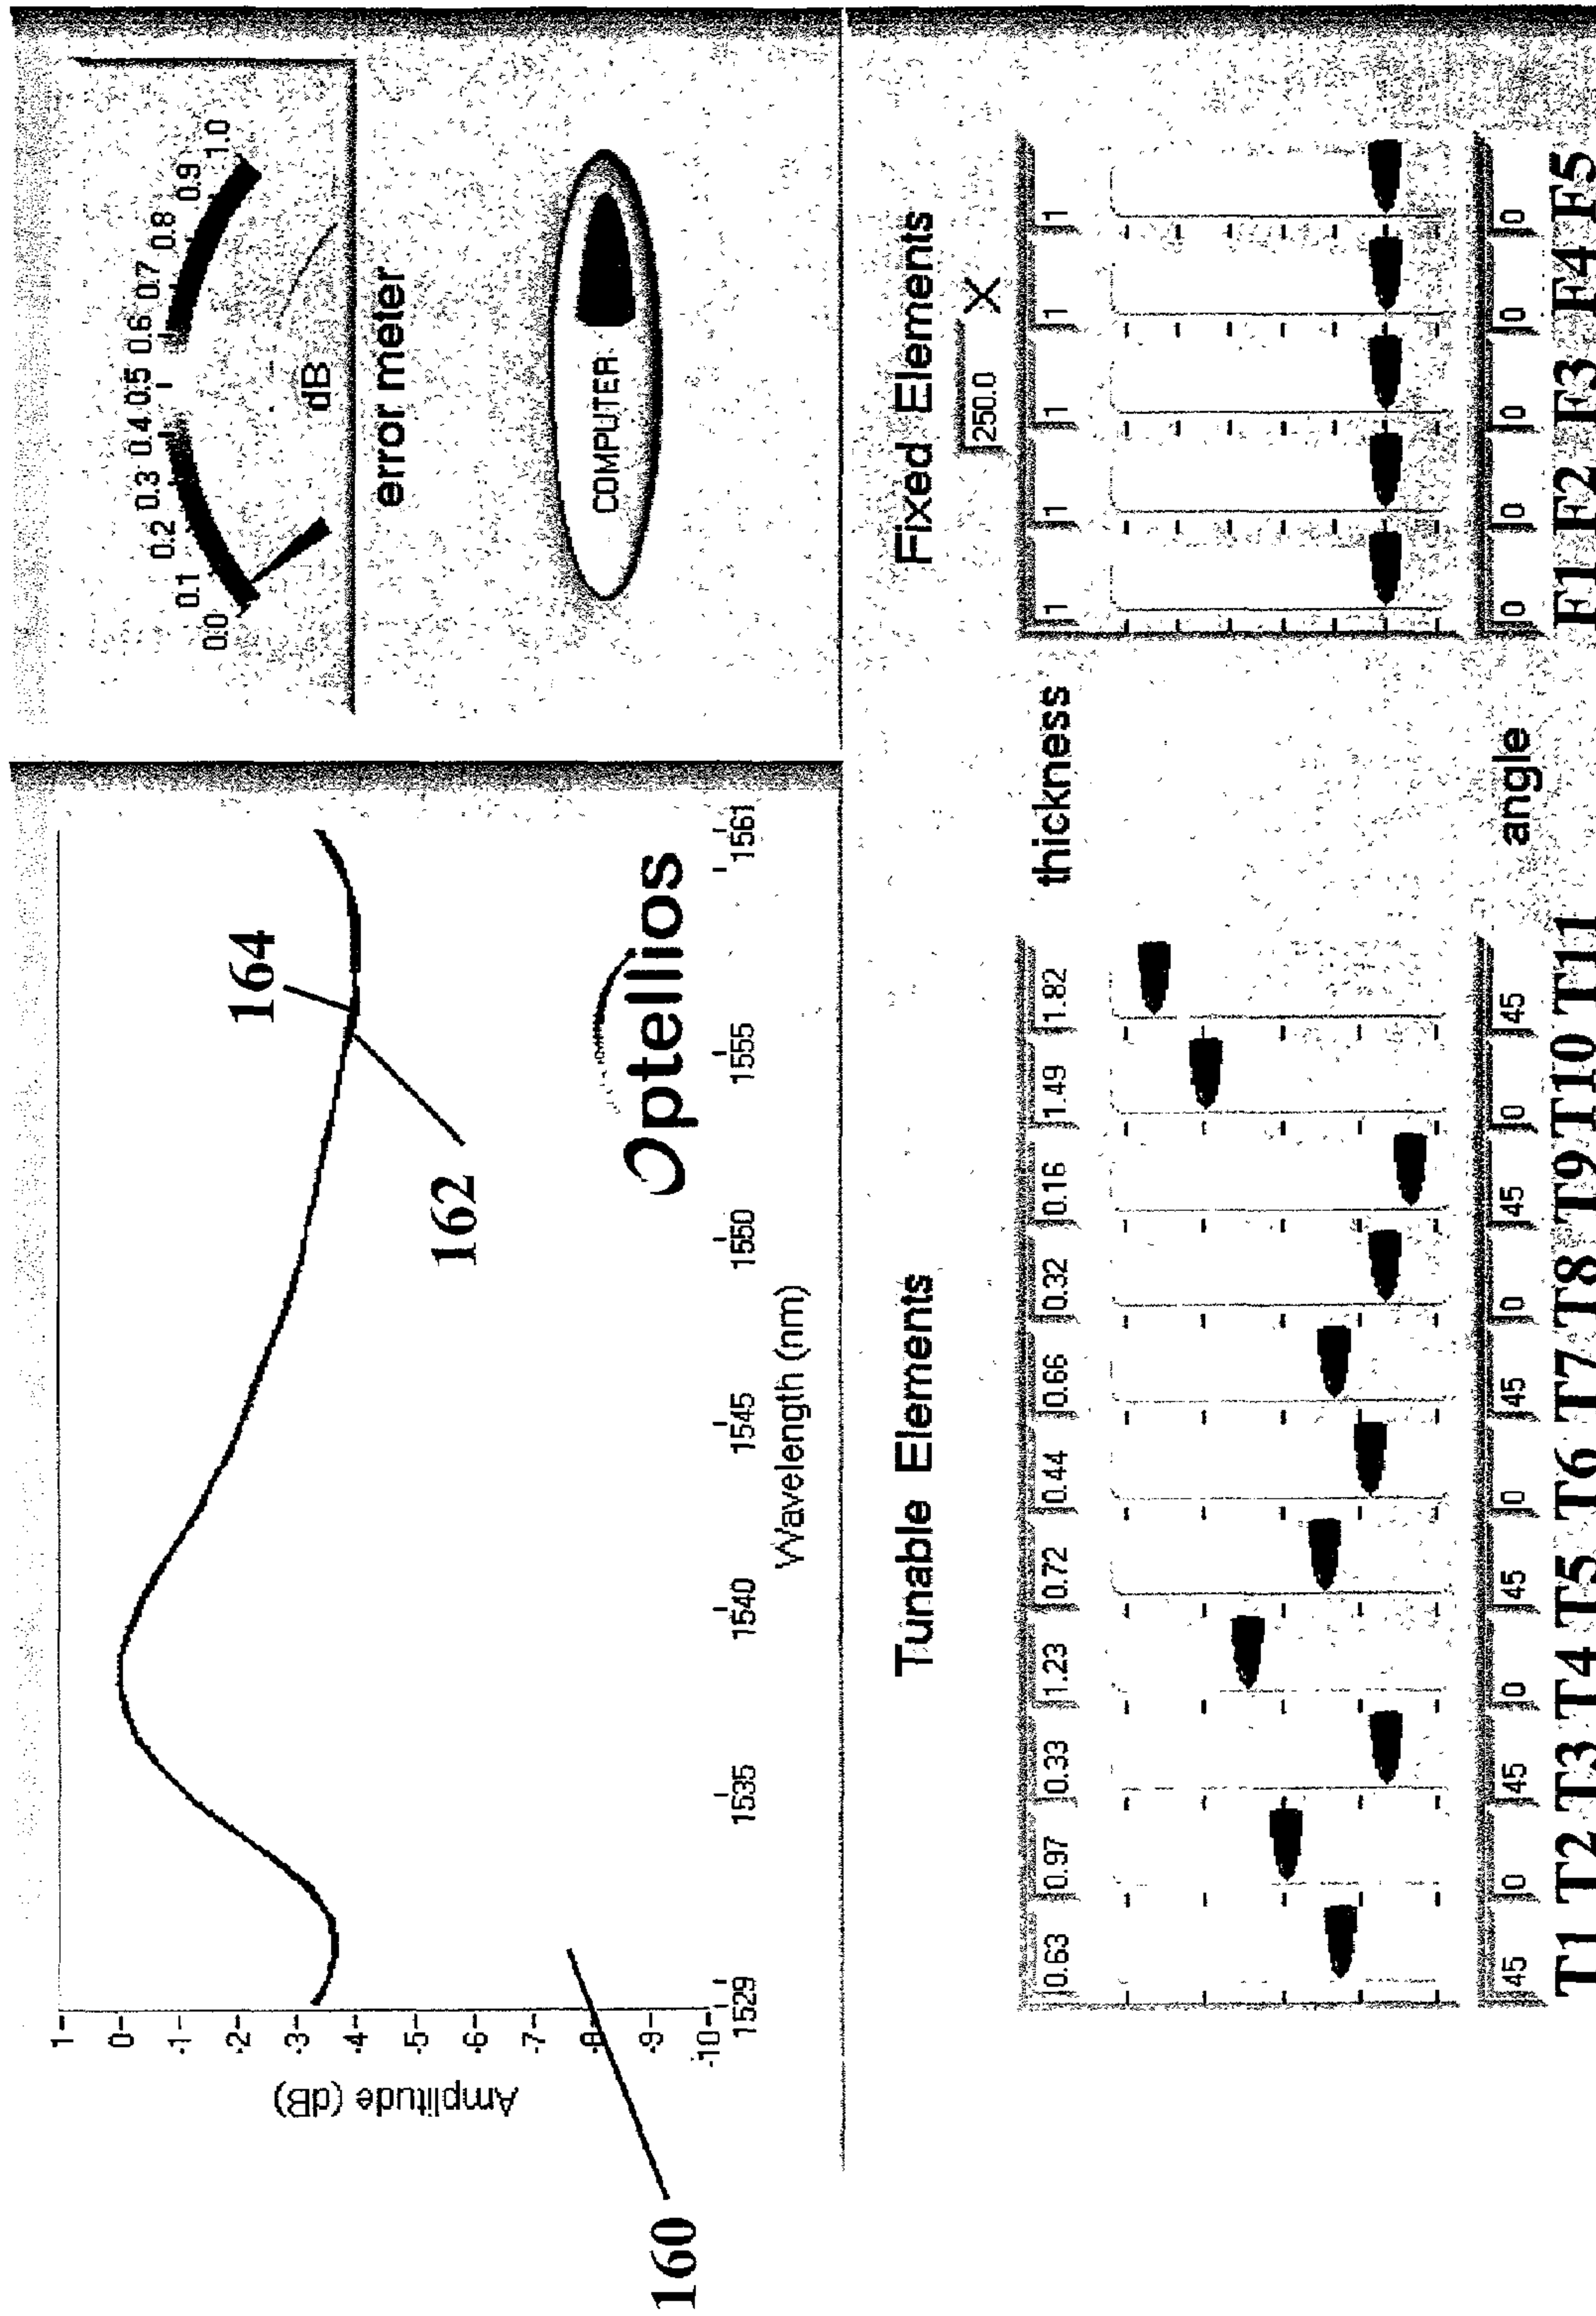 1
0
-1
-2
-3
-4
-5
-6
-7
-8
-9
-10
Amplitude (dB)
1529 1535 1540 1545 1550 1555 1561
Wavelength (nm)
160
162
164
Optellios
0.0 0.1 0.2 0.3 0.4 0.5 0.6 0.7 0.8 0.9 1.0
dB
error meter
COMPUTER
Tunable Elements
0.63 0.97 0.33 1.23 0.72 0.44 0.66 0.32 0.16 1.49 1.82
thickness
45 0 45 0 45 0 45 0 45 0 45
angle
T1 T2 T3 T4 T5 T6 T7 T8 T9 T10 T11
Fixed Elements
250.0 X
1 1 1 1 1
0 0 0 0 0
F1 F2 F3 F4 F5